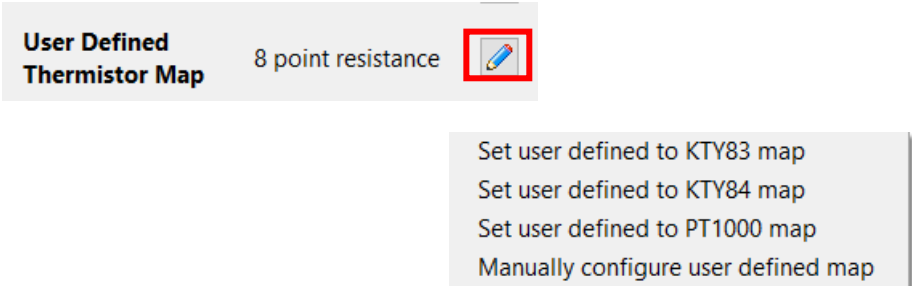 User Defined
Thermistor Map
8 point resistance
Set user defined to KTY83 map
Set user defined to KTY84 map
Set user defined to PT1000 map
Manually configure user defined map